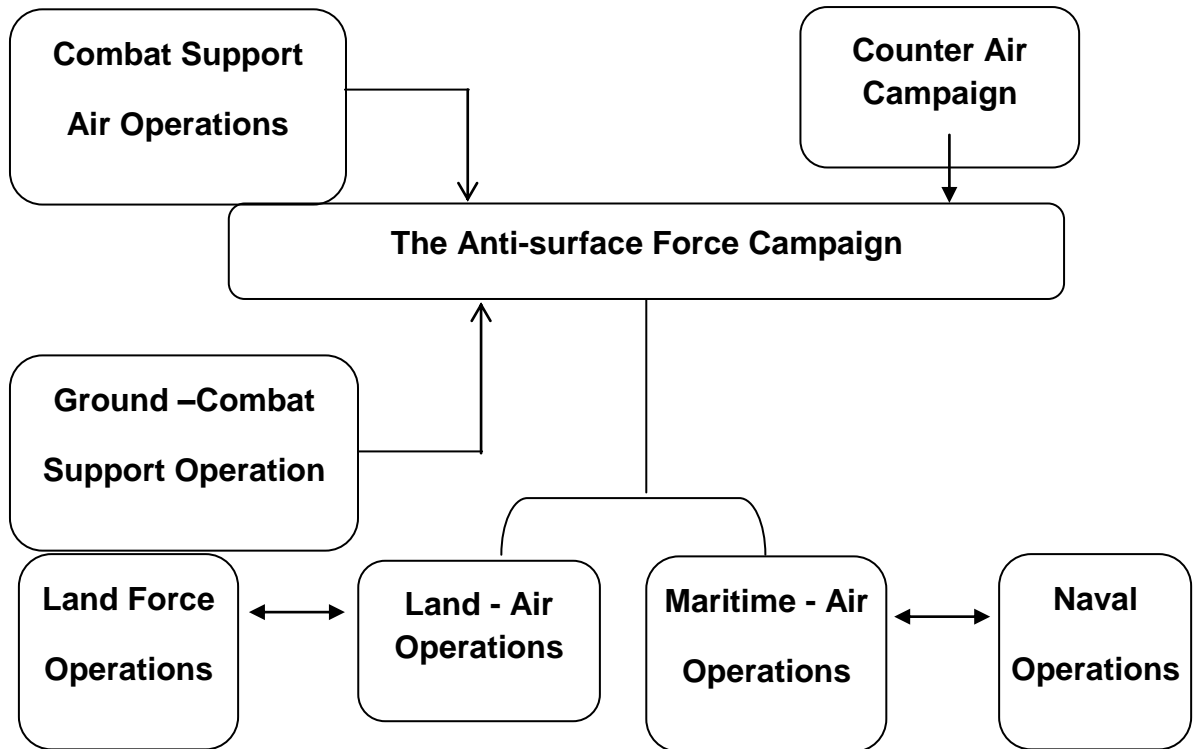 Combat Support
Air Operations
Counter Air
Campaign
The Anti-surface Force Campaign
Ground –Combat
Support Operation
Land Force
Operations
Land - Air
Operations
Maritime - Air
Operations
Naval
Operations